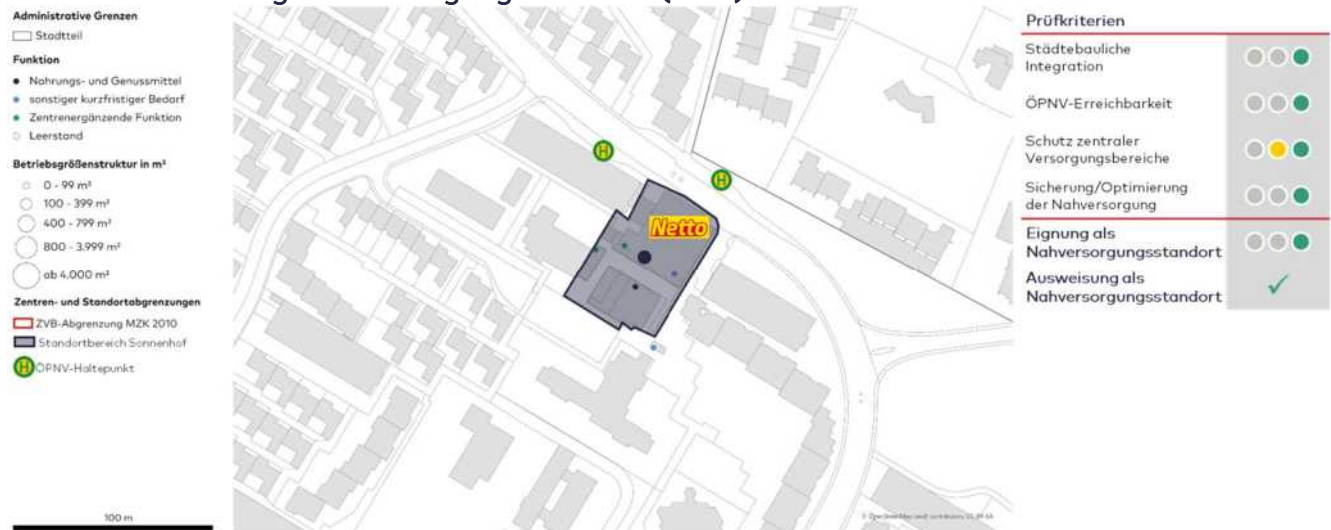 Administrative Grenzen
Stadtteil
Funktion
Nahrungs- und Genussmittel
sonstiger kurzfristiger Bedarf
Zentrenergänzende Funktion
Leerstand
Betriebsgrößenstruktur in m²
0 - 99 m²
100 - 399 m²
400 - 799 m²
800 - 3.999 m²
ab 4.000 m²
Zentren- und Standortabgrenzungen
ZVB-Abgrenzung MZK 2010
Standortbereich Sonnenhof
H ÖPNV-Haltepunkt
100 m
H
H
Netto
Prüfkriterien
Städtebauliche
Integration
ÖPNV-Erreichbarkeit
Schutz zentraler
Versorgungsbereiche
Sicherung/Optimierung
der Nahversorgung
Eignung als
Nahversorgungsstandort
Ausweisung als
Nahversorgungsstandort